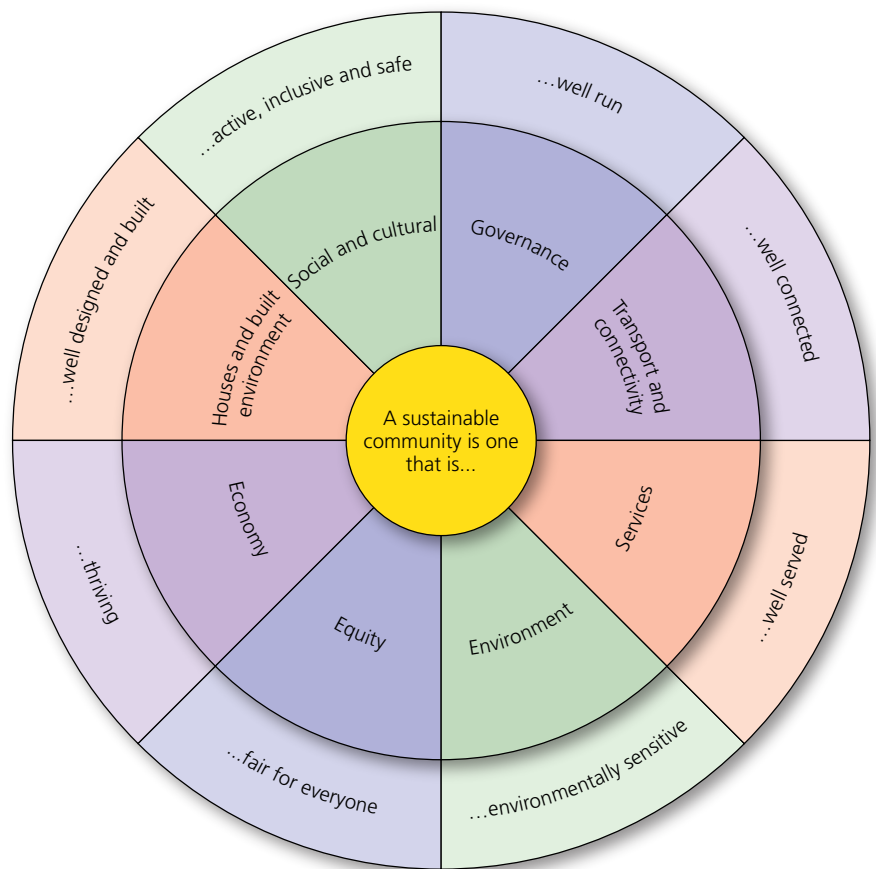 …active, inclusive and safe
…well run
…well connected
…well served
…environmentally sensitive
…fair for everyone
…thriving
…well designed and built
Social and cultural
Governance
Transport and
connectivity
Services
Environment
Equity
Economy
Houses and built
environment
A sustainable
community is one
that is...